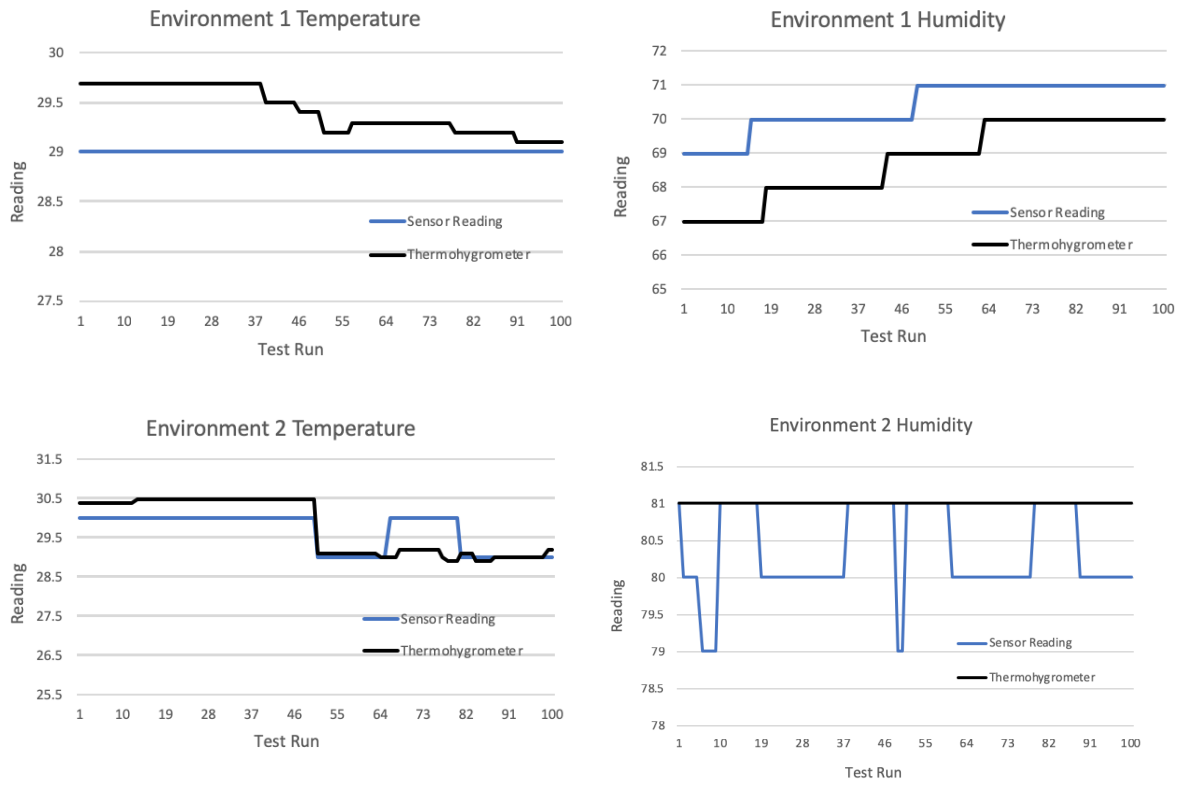 Environment 1 Temperature
30
29.5
29
28.5
28
27.5
Reading
Sensor Reading
Thermohygrometer
1 10 19 28 37 46 55 64 73 82 91 100
Test Run
Environment 1 Humidity
72
71
70
69
68
67
66
65
Reading
Sensor Reading
Thermohygrometer
1 10 19 28 37 46 55 64 73 82 91 100
Test Run
Environment 2 Temperature
31.5
30.5
29.5
28.5
27.5
26.5
25.5
Reading
Sensor Reading
Thermohygrometer
1 10 19 28 37 46 55 64 73 82 91 100
Test Run
Environment 2 Humidity
81.5
81
80.5
80
79.5
79
78.5
78
Reading
Sensor Reading
Thermohygrometer
1 10 19 28 37 46 55 64 73 82 91 100
Test Run